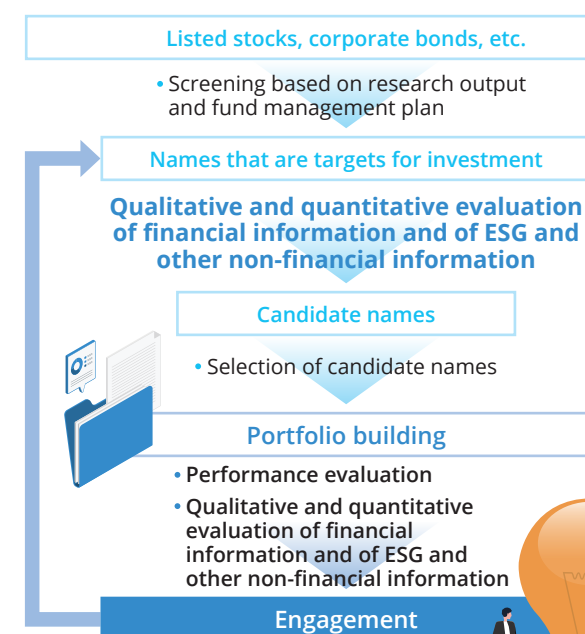 Listed stocks, corporate bonds, etc.
• Screening based on research output
and fund management plan
Names that are targets for investment
Qualitative and quantitative evaluation
of financial information and of ESG and
other non-financial information
Candidate names
• Selection of candidate names
Portfolio building
• Performance evaluation
• Qualitative and quantitative
evaluation of financial
information and of ESG and
other non-financial information
Engagement